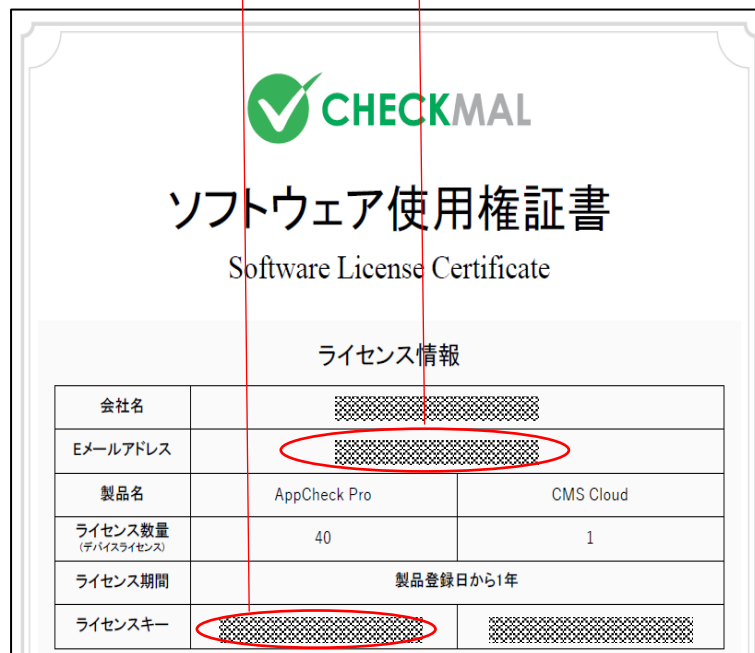 CHECKMAL
ソフトウェア使用権証書
Software License Certificate
ライセンス情報
会社名
Eメールアドレス
製品名 AppCheck Pro CMS Cloud
ライセンス数量 40 1
(デバイスライセンス)
ライセンス期間 製品登録日から1年
ライセンスキー